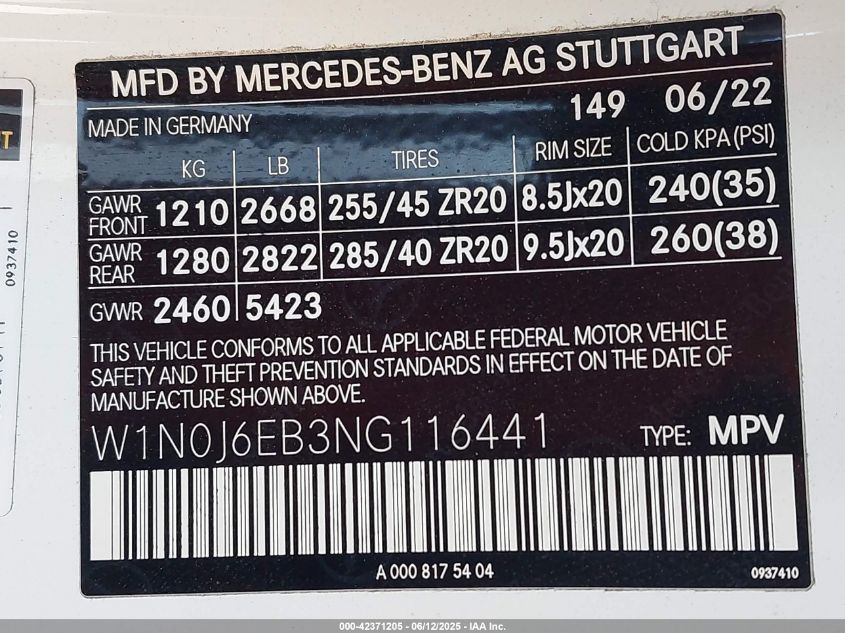 MFD BY MERCEDES-BENZ AG STUTTGART
149 06/22
MADE IN GERMANY
KG LB TIRES RIM SIZE COLD KPA (PSI)
GAWR FRONT 1210 2668 255/45 ZR20 8.5Jx20 240(35)
GAWR REAR 1280 2822 285/40 ZR20 9.5Jx20 260(38)
GVWR 2460 5423
THIS VEHICLE CONFORMS TO ALL APPLICABLE FEDERAL MOTOR VEHICLE
SAFETY AND THEFT PREVENTION STANDARDS IN EFFECT ON THE DATE OF
MANUFACTURE SHOWN ABOVE.
W1N0J6EB3NG116441 TYPE: MPV
A 000 817 54 04 0937410
0937410
000-42371205 - 06/12/2025 - IAA Inc.